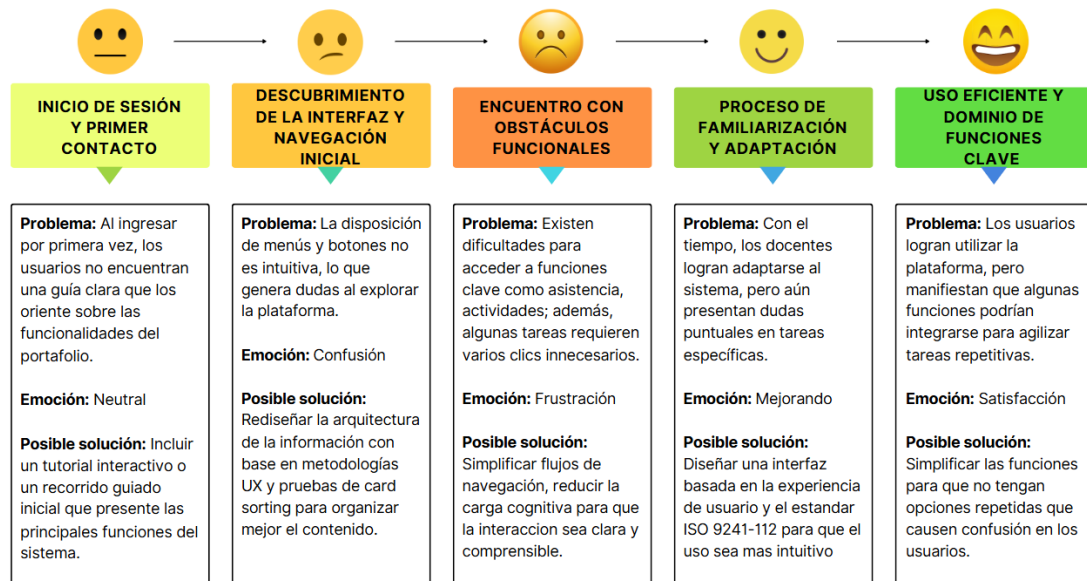 INICIO DE SESIÓN
Y PRIMER
CONTACTO
DESCUBRIMIENTO
DE LA INTERFAZ Y
NAVEGACIÓN
INICIAL
ENCUENTRO CON
OBSTÁCULOS
FUNCIONALES
PROCESO DE
FAMILIARIZACIÓN
Y ADAPTACIÓN
USO EFICIENTE Y
DOMINIO DE
FUNCIONES
CLAVE
Problema: Al ingresar
por primera vez, los
usuarios no encuentran
una guía clara que los
oriente sobre las
funcionalidades del
portafolio.
Emoción: Neutral
Posible solución: Incluir
un tutorial interactivo o
un recorrido guiado
inicial que presente las
principales funciones del
sistema.
Problema: La disposición
de menús y botones no
es intuitiva, lo que
genera dudas al explorar
la plataforma.
Emoción: Confusión
Posible solución:
Rediseñar la arquitectura
de la información con
base en metodologías
UX y pruebas de card
sorting para organizar
mejor el contenido.
Problema: Existen
dificultades para
acceder a funciones
clave como asistencia,
actividades; además,
algunas tareas requieren
varios clics innecesarios.
Emoción: Frustración
Posible solución:
Simplificar flujos de
navegación, reducir la
carga cognitiva para que
la interaccion sea clara y
comprensible.
Problema: Con el
tiempo, los docentes
logran adaptarse al
sistema, pero aún
presentan dudas
puntuales en tareas
específicas.
Emoción: Mejorando
Posible solución:
Diseñar una interfaz
basada en la experiencia
de usuario y el estandar
ISO 9241-112 para que el
uso sea mas intuitivo
Problema: Los usuarios
logran utilizar la
plataforma, pero
manifiestan que algunas
funciones podrían
integrarse para agilizar
tareas repetitivas.
Emoción: Satisfacción
Posible solución:
Simplificar las funciones
para que no tengan
opciones repetidas que
causen confusión en los
usuarios.